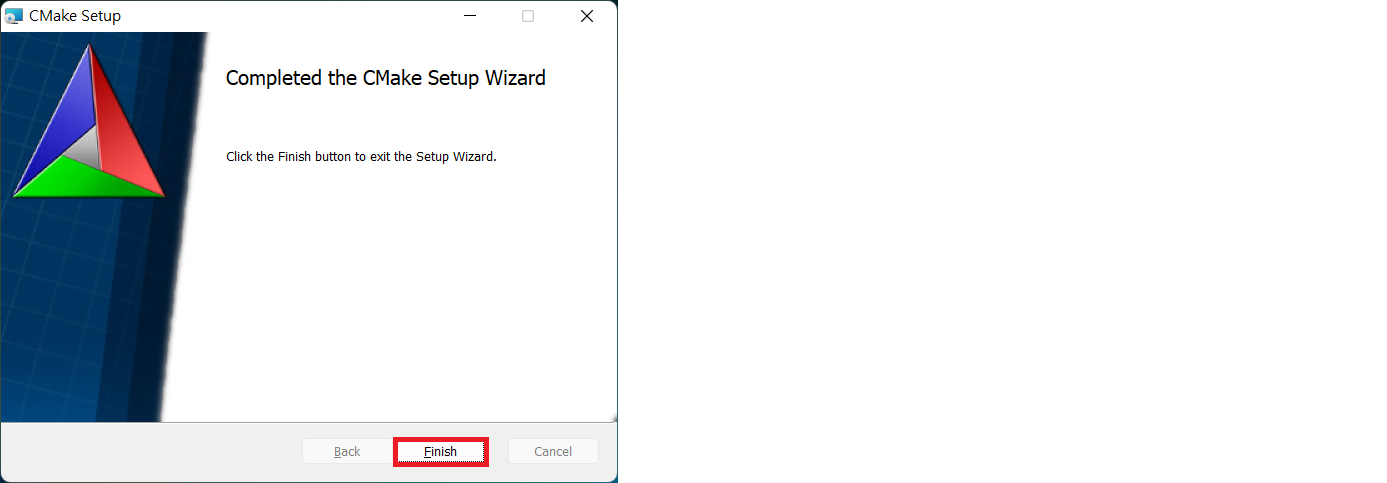 CMake Setup
Completed the CMake Setup Wizard
Click the Finish button to exit the Setup Wizard.
Back Finish Cancel